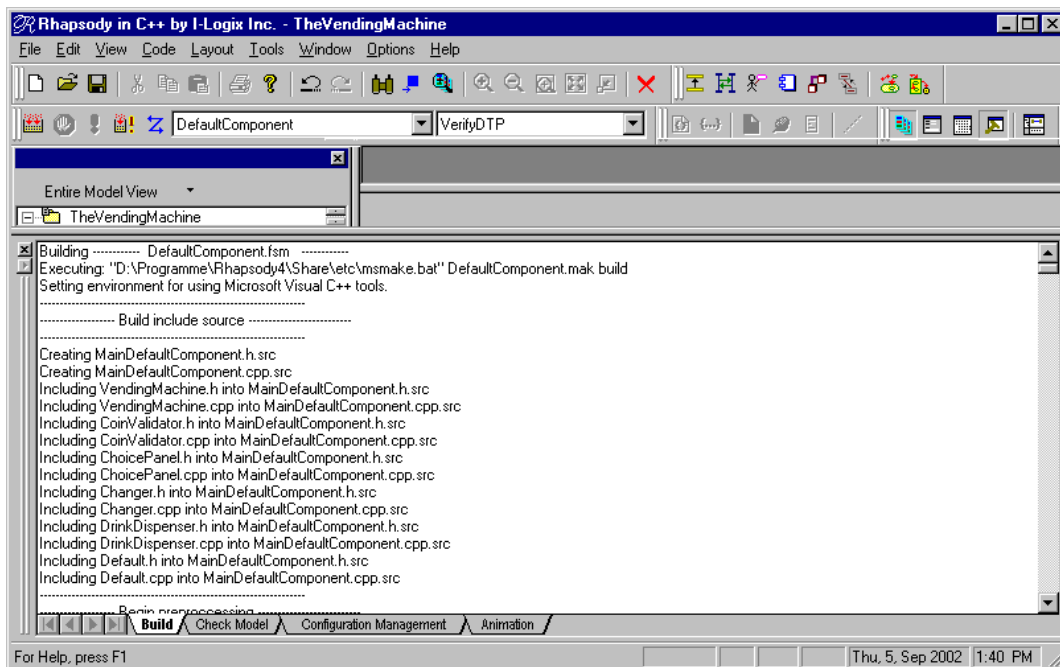 Rhapsody in C++ by I-Logix Inc. - TheVendingMachine
File Edit View Code Layout Tools Window Options Help
DefaultComponent VerifyDTP
Entire Model View
TheVendingMachine
Building ------------ DefaultComponent.fsm ------------
Executing: "D:\Programme\Rhapsody4\Share\etc\msmake.bat" DefaultComponent.mak build
Setting environment for using Microsoft Visual C++ tools.
-------------------------------------------------------------------
------------------- Build include source --------------------------
-------------------------------------------------------------------
Creating MainDefaultComponent.h.src
Creating MainDefaultComponent.cpp.src
Including VendingMachine.h into MainDefaultComponent.h.src
Including VendingMachine.cpp into MainDefaultComponent.cpp.src
Including CoinValidator.h into MainDefaultComponent.h.src
Including CoinValidator.cpp into MainDefaultComponent.cpp.src
Including ChoicePanel.h into MainDefaultComponent.h.src
Including ChoicePanel.cpp into MainDefaultComponent.cpp.src
Including Changer.h into MainDefaultComponent.h.src
Including Changer.cpp into MainDefaultComponent.cpp.src
Including DrinkDispenser.h into MainDefaultComponent.h.src
Including DrinkDispenser.cpp into MainDefaultComponent.cpp.src
Including Default.h into MainDefaultComponent.h.src
Including Default.cpp into MainDefaultComponent.cpp.src
-------------------------------------------------------------------
------------------- Begin preproccessing --------------------------
Build Check Model Configuration Management Animation
For Help, press F1 Thu, 5, Sep 2002 1:40 PM